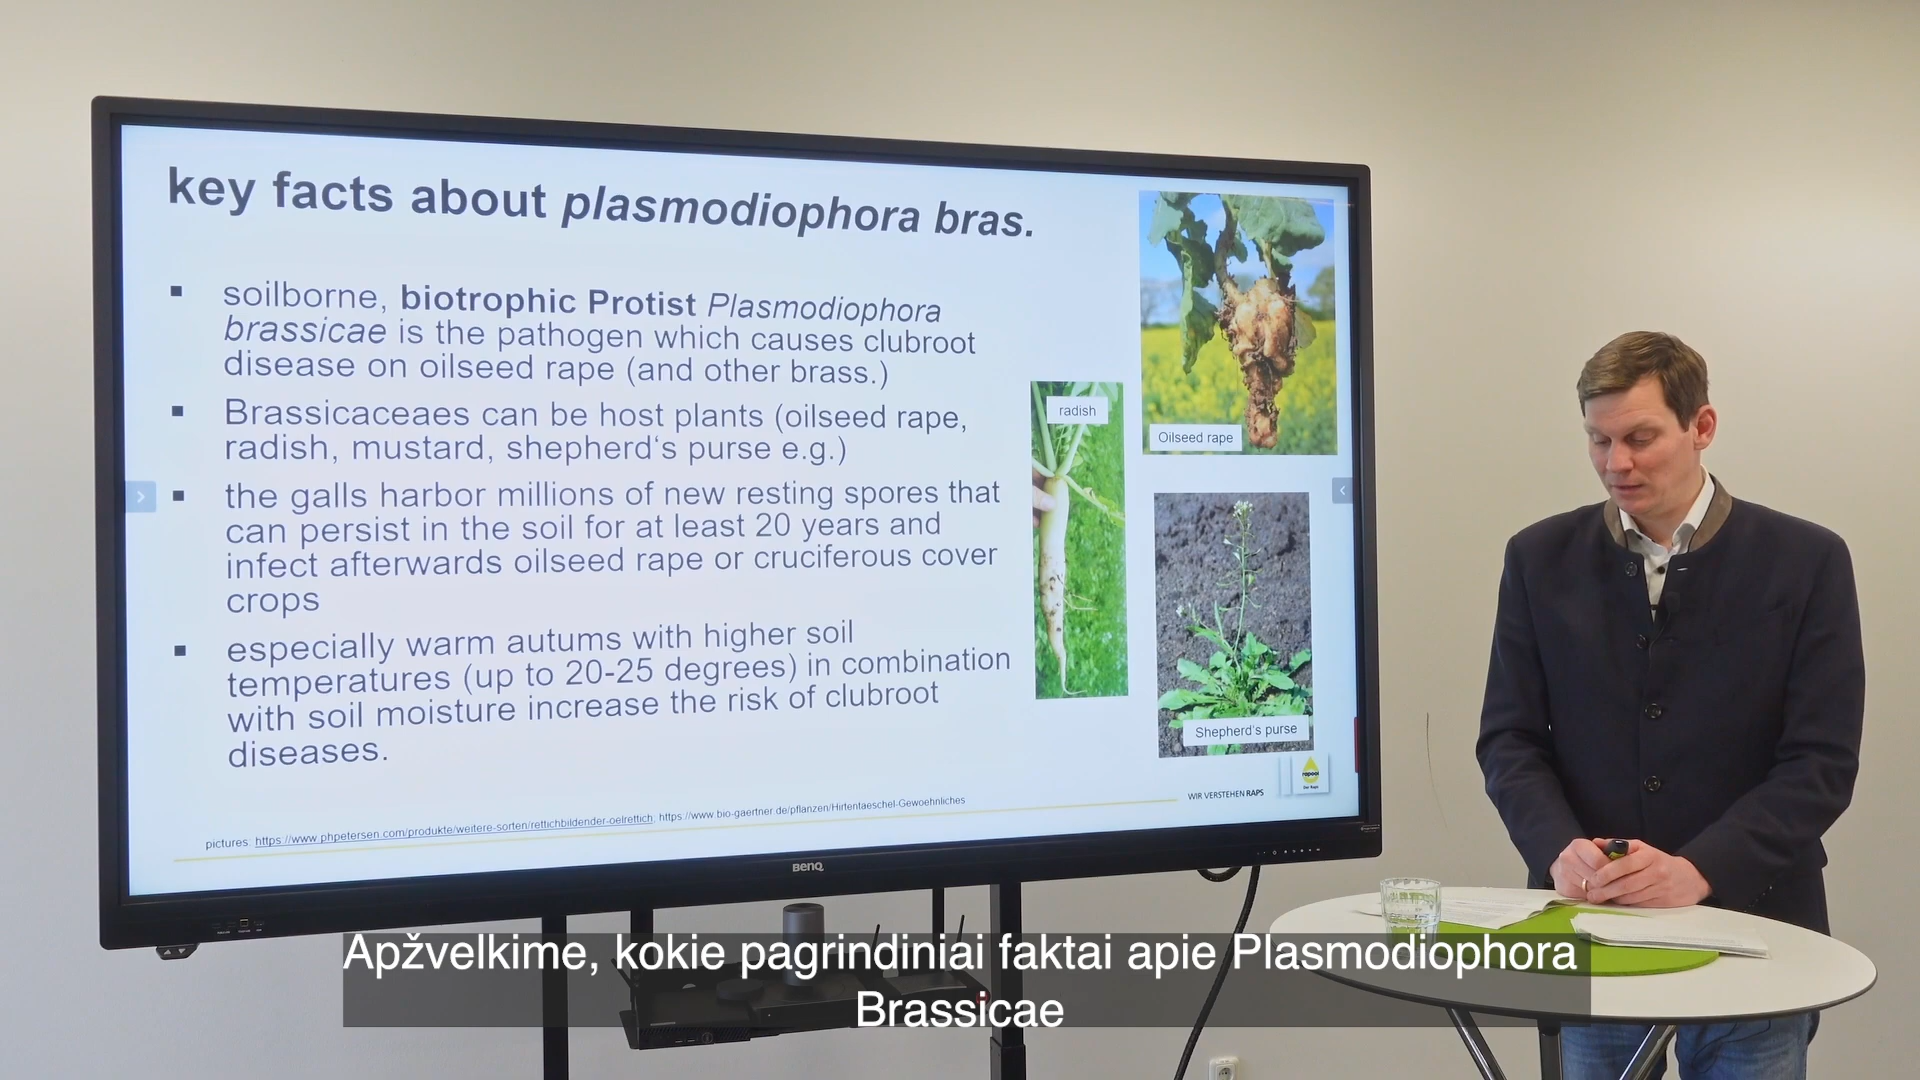 key facts about plasmodiophora bras.
▪ soilborne, biotrophic Protist Plasmodiophora
brassicae is the pathogen which causes clubroot
disease on oilseed rape (and other brass.)
▪ Brassicaceaes can be host plants (oilseed rape,
radish, mustard, shepherd‘s purse e.g.)
▪ the galls harbor millions of new resting spores that
can persist in the soil for at least 20 years and
infect afterwards oilseed rape or cruciferous cover
crops
▪ especially warm autums with higher soil
temperatures (up to 20-25 degrees) in combination
with soil moisture increase the risk of clubroot
diseases.
radish
Oilseed rape
Shepherd‘s purse
WIR VERSTEHEN RAPS
rapool
Der Raps
pictures: https://www.phpetersen.com/produkte/weitere-sorten/rettichbildender-oelrettich; https://www.bio-gaertner.de/pflanzen/Hirtentaeschel-Gewoehnliches
BenQ
Apžvelkime, kokie pagrindiniai faktai apie Plasmodiophora
Brassicae